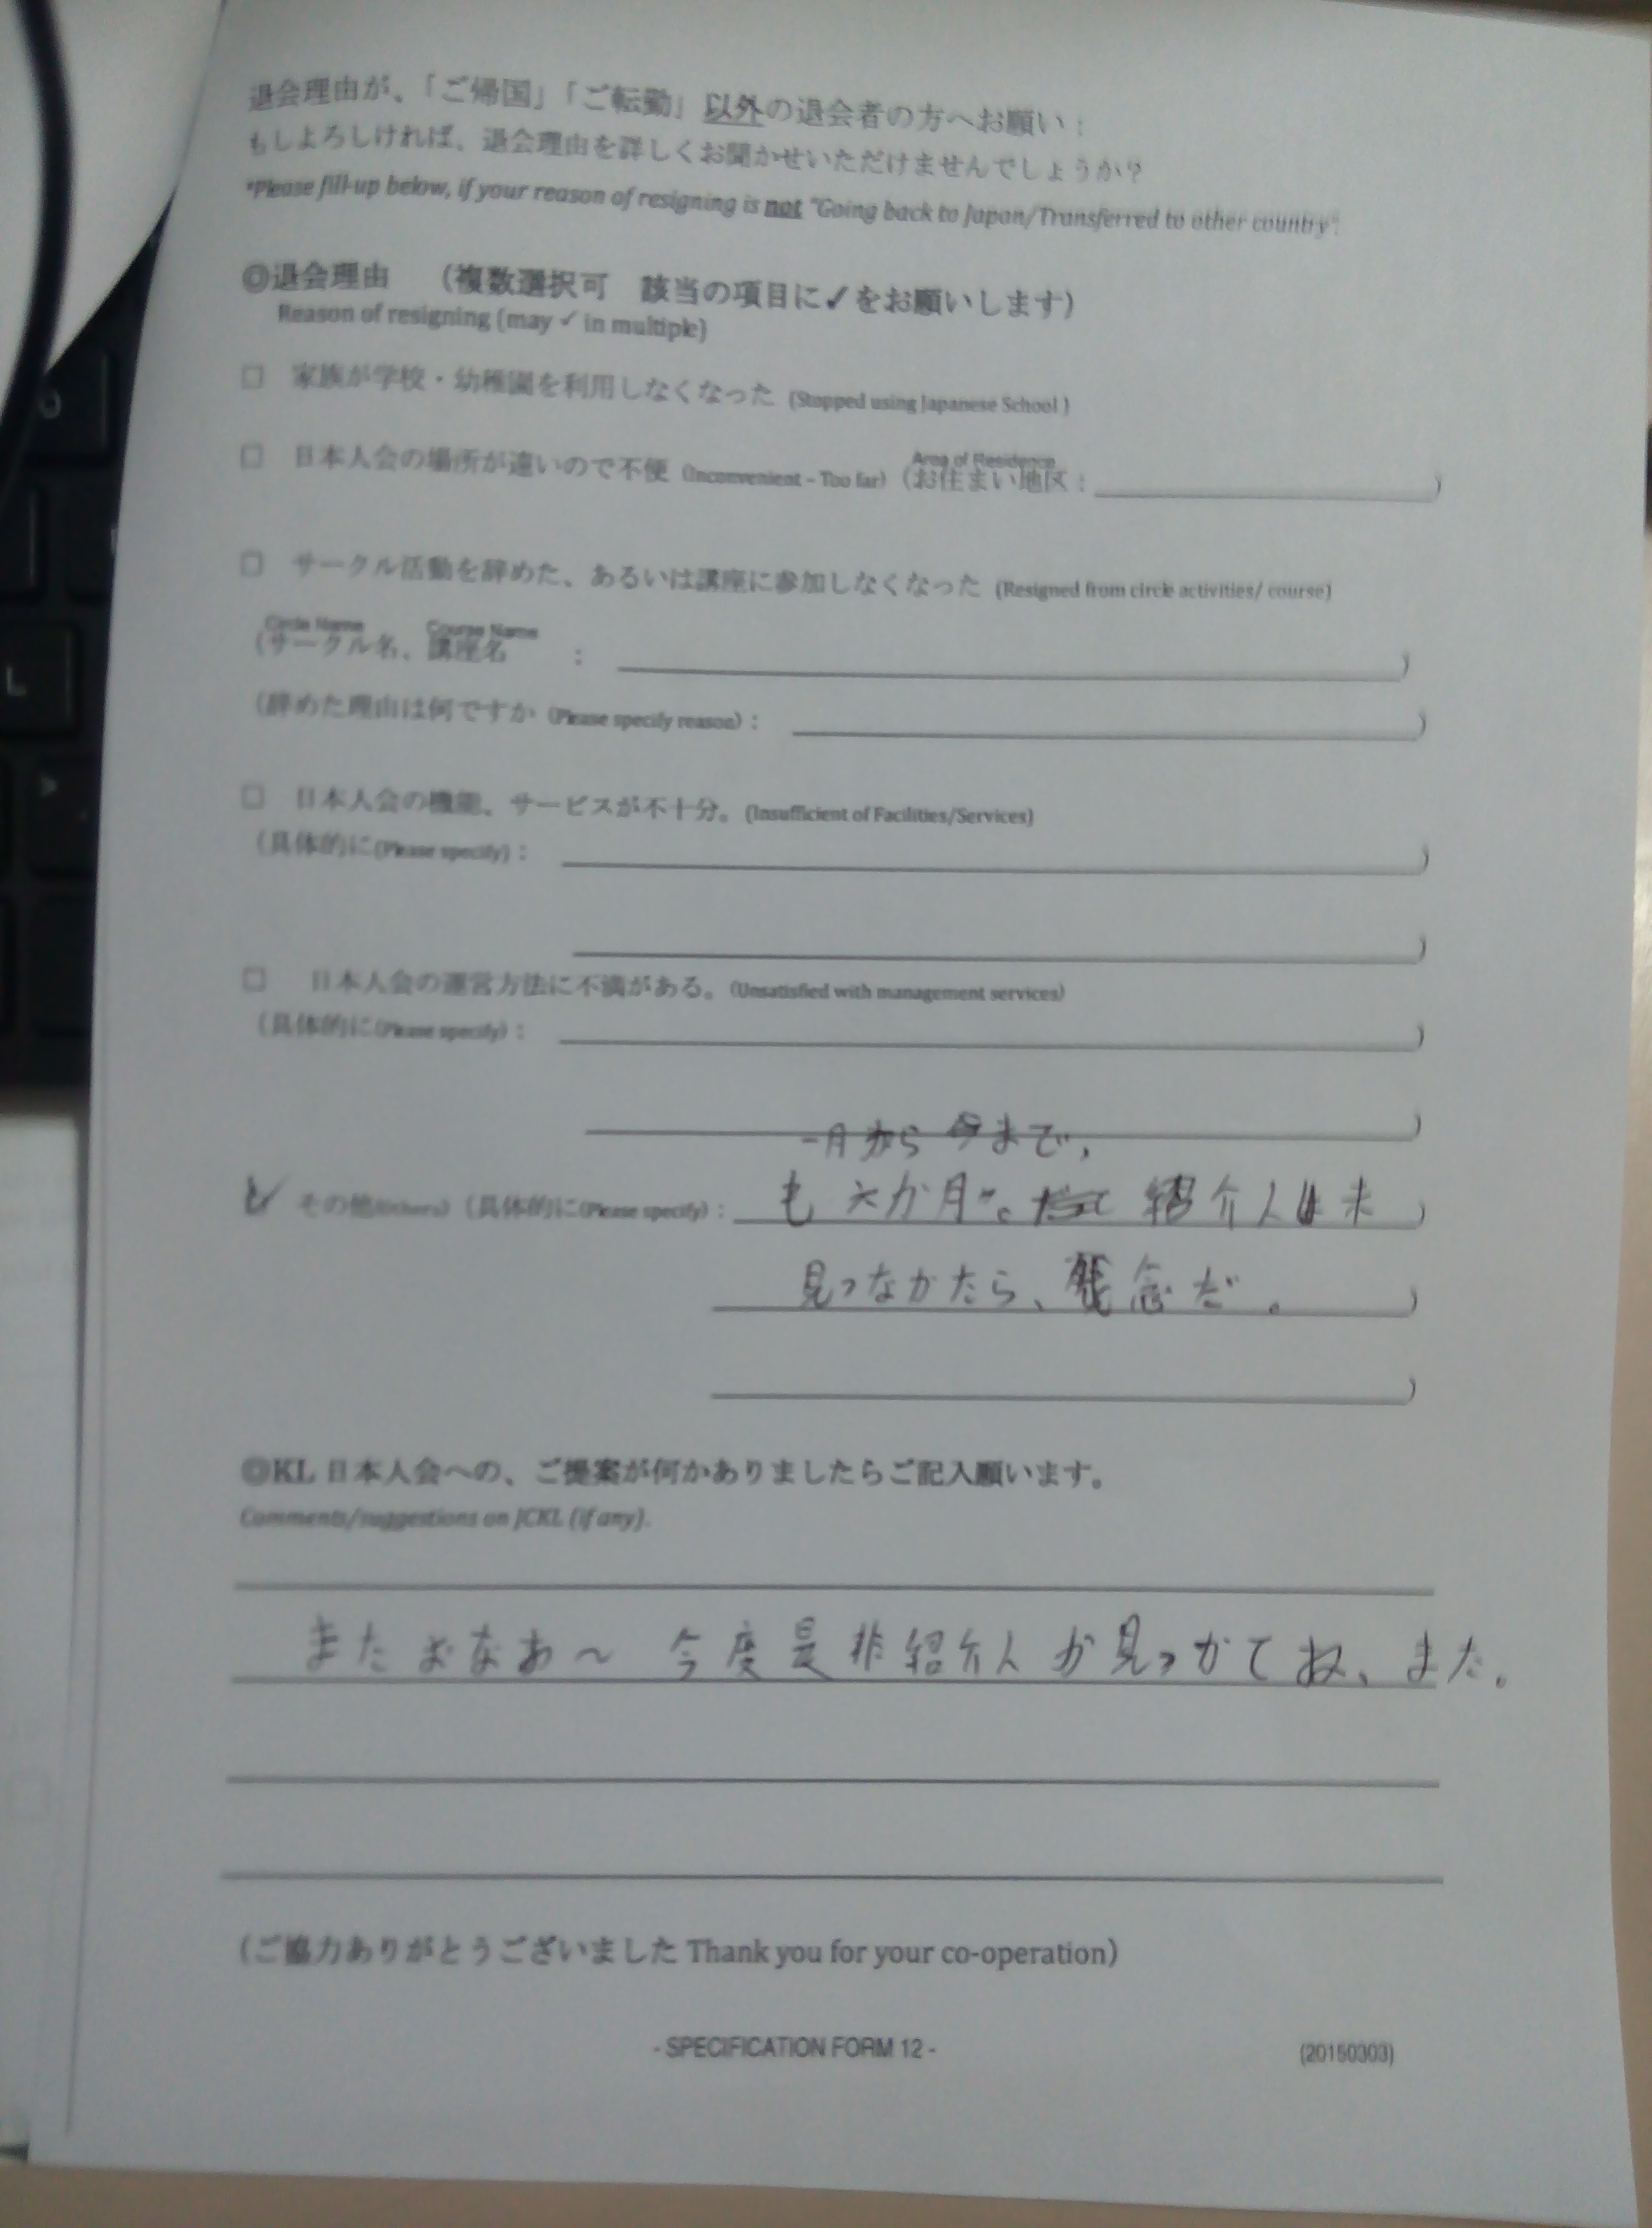 退会理由が、「ご帰国」「ご転勤」以外の退会者の方へお願い：
もしよろしければ、退会理由を詳しくお聞かせいただけませんでしょうか？
*Please fill-up below, if your reason of resigning is not "Going back to Japan/Transferred to other country".
◎退会理由　（複数選択可　該当の項目に✓をお願いします）
Reason of resigning (may ✓ in multiple)
□　家族が学校・幼稚園を利用しなくなった (Stopped using Japanese School )
Area of Residence
□　日本人会の場所が遠いので不便 (Inconvenient – Too far)（お住まい地区：　）
□　サークル活動を辞めた、あるいは講座に参加しなくなった (Resigned from circle activities/ course)
Circle Name　Course Name
（サークル名、講座名　：　）
（辞めた理由は何ですか (Please specify reason)：　）
□　日本人会の機能、サービスが不十分。(Insufficient of Facilities/Services)
（具体的に(Please specify)：　）
）
□　日本人会の運営方法に不満がある。(Unsatisfied with management services)
（具体的に(Please specify)：　）
）
一月から今まで,
✓ その他(Others)（具体的に(Please specify)：も六か月。紹介人は未）
見つなかたら、残念だ。）
）
◎KL 日本人会への、ご提案が何かありましたらご記入願います。
Comments/suggestions on JCKL (if any).
またおなあ～ 今度是非紹介人が見つかてね、また。
（ご協力ありがとうございました Thank you for your co-operation）
- SPECIFICATION FORM 12 -
(20150303)